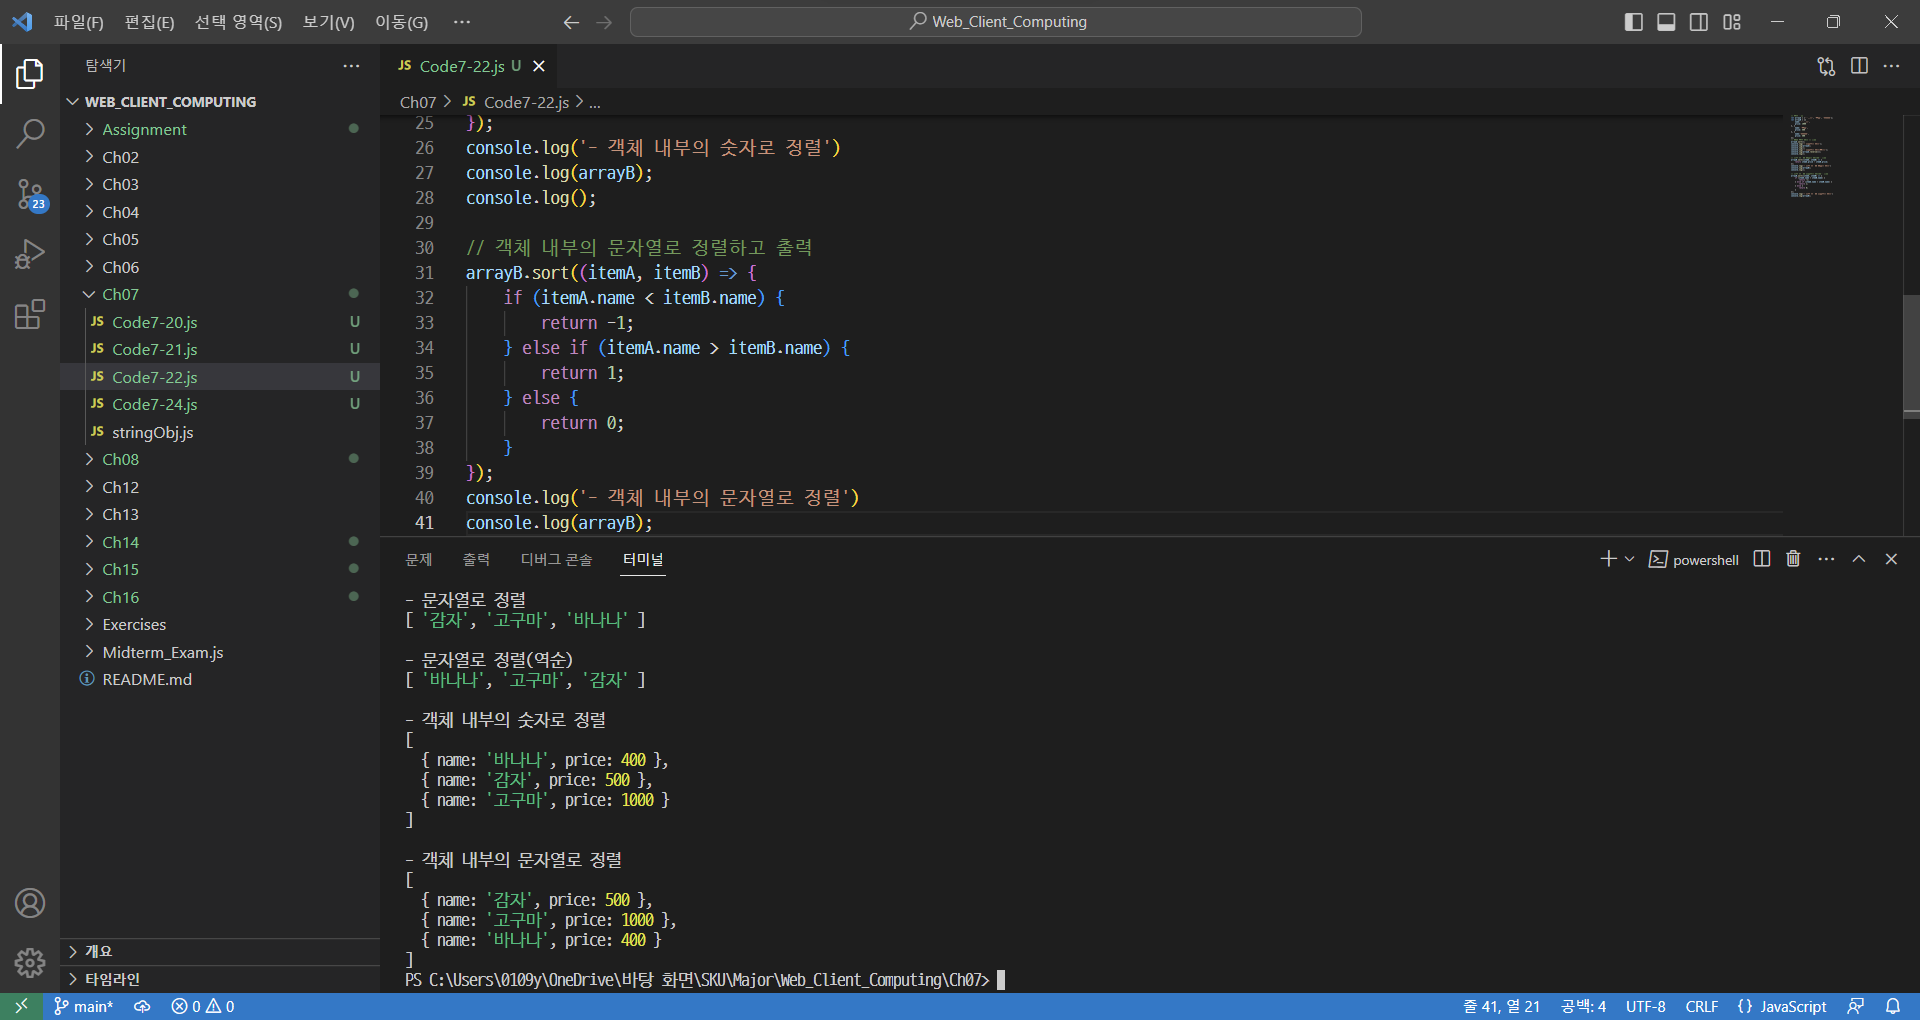 파일(F) 편집(E) 선택 영역(S) 보기(V) 이동(G) ··· Web_Client_Computing
탐색기 ···
WEB_CLIENT_COMPUTING
Assignment
Ch02
Ch03
Ch04
Ch05
Ch06
Ch07
JS Code7-20.js U
JS Code7-21.js U
JS Code7-22.js U
JS Code7-24.js U
JS stringObj.js
Ch08
Ch12
Ch13
Ch14
Ch15
Ch16
Exercises
Midterm_Exam.js
README.md
개요
타임라인
23
JS Code7-22.js U
Ch07 > JS Code7-22.js > ...
25 });
26 console.log('- 객체 내부의 숫자로 정렬')
27 console.log(arrayB);
28 console.log();
29
30 // 객체 내부의 문자열로 정렬하고 출력
31 arrayB.sort((itemA, itemB) => {
32 if (itemA.name < itemB.name) {
33 return -1;
34 } else if (itemA.name > itemB.name) {
35 return 1;
36 } else {
37 return 0;
38 }
39 });
40 console.log('- 객체 내부의 문자열로 정렬')
41 console.log(arrayB);
문제 출력 디버그 콘솔 터미널 powershell
- 문자열로 정렬
[ '감자', '고구마', '바나나' ]
- 문자열로 정렬(역순)
[ '바나나', '고구마', '감자' ]
- 객체 내부의 숫자로 정렬
[
{ name: '바나나', price: 400 },
{ name: '감자', price: 500 },
{ name: '고구마', price: 1000 }
]
- 객체 내부의 문자열로 정렬
[
{ name: '감자', price: 500 },
{ name: '고구마', price: 1000 },
{ name: '바나나', price: 400 }
]
PS C:\Users\0109y\OneDrive\바탕 화면\SKU\Major\Web_Client_Computing\Ch07>
main* 0 0 줄 41, 열 21 공백: 4 UTF-8 CRLF {} JavaScript